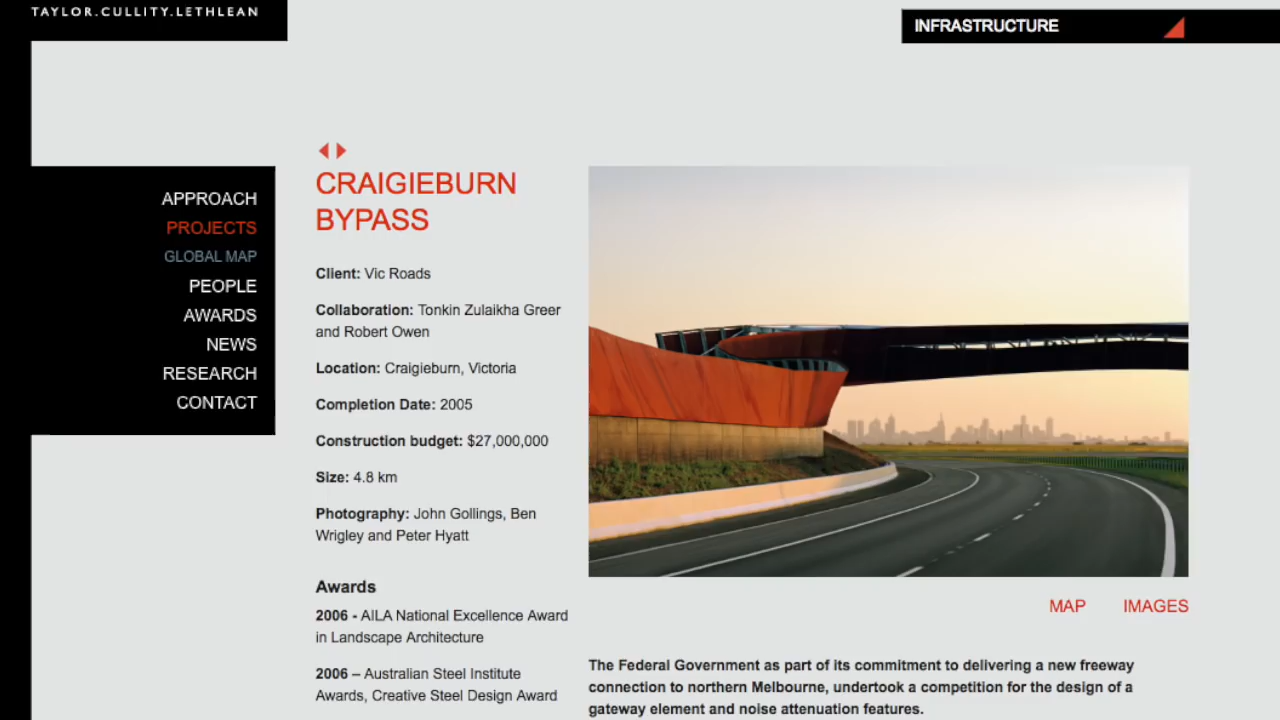 TAYLOR.CULLITY.LETHLEAN
INFRASTRUCTURE
APPROACH
PROJECTS
GLOBAL MAP
PEOPLE
AWARDS
NEWS
RESEARCH
CONTACT
CRAIGIEBURN
BYPASS
Client: Vic Roads
Collaboration: Tonkin Zulaikha Greer
and Robert Owen
Location: Craigieburn, Victoria
Completion Date: 2005
Construction budget: $27,000,000
Size: 4.8 km
Photography: John Gollings, Ben
Wrigley and Peter Hyatt
Awards
2006 - AILA National Excellence Award
in Landscape Architecture
2006 – Australian Steel Institute
Awards, Creative Steel Design Award
MAP IMAGES
The Federal Government as part of its commitment to delivering a new freeway
connection to northern Melbourne, undertook a competition for the design of a
gateway element and noise attenuation features.